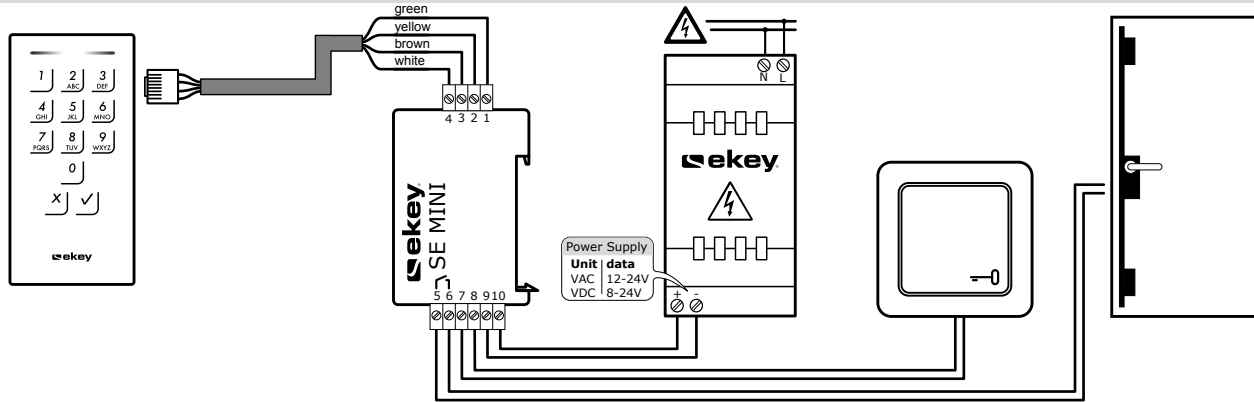 green
yellow
brown
white
1 2 3
ABC DEF
4 5 6
GHI JKL MNO
7 8 9
PQRS TUV WXYZ
0
X ✓
ekey
4 3 2 1
ekey
SE MINI
5 6 7 8 9 10
N L
ekey
Power Supply
Unit data
VAC 12-24V
VDC 8-24V
+ -